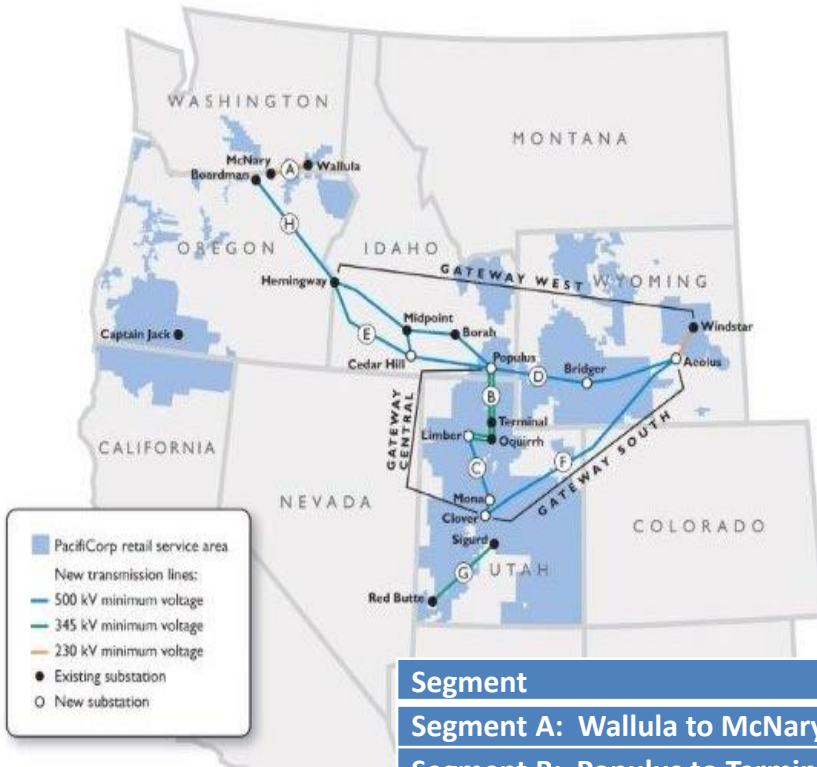 WASHINGTON
MONTANA
McNary
A
Wallula
Boardman
H
OREGON
IDAHO
GATEWAY WEST
WYOMING
Hemingway
Windstar
Midpoint
Borah
E
Captain Jack
Cedar Hill
Populus
D
Bridger
Aeolus
B
Terminal
GATEWAY CENTRAL
Limber
Oquirrh
CALIFORNIA
C
F
GATEWAY SOUTH
NEVADA
Mona
Clover
COLORADO
Sigurd
UTAH
G
Red Butte
PacifiCorp retail service area
New transmission lines:
500 kV minimum voltage
345 kV minimum voltage
230 kV minimum voltage
Existing substation
New substation
Segment
Segment A: Wallula to McNary